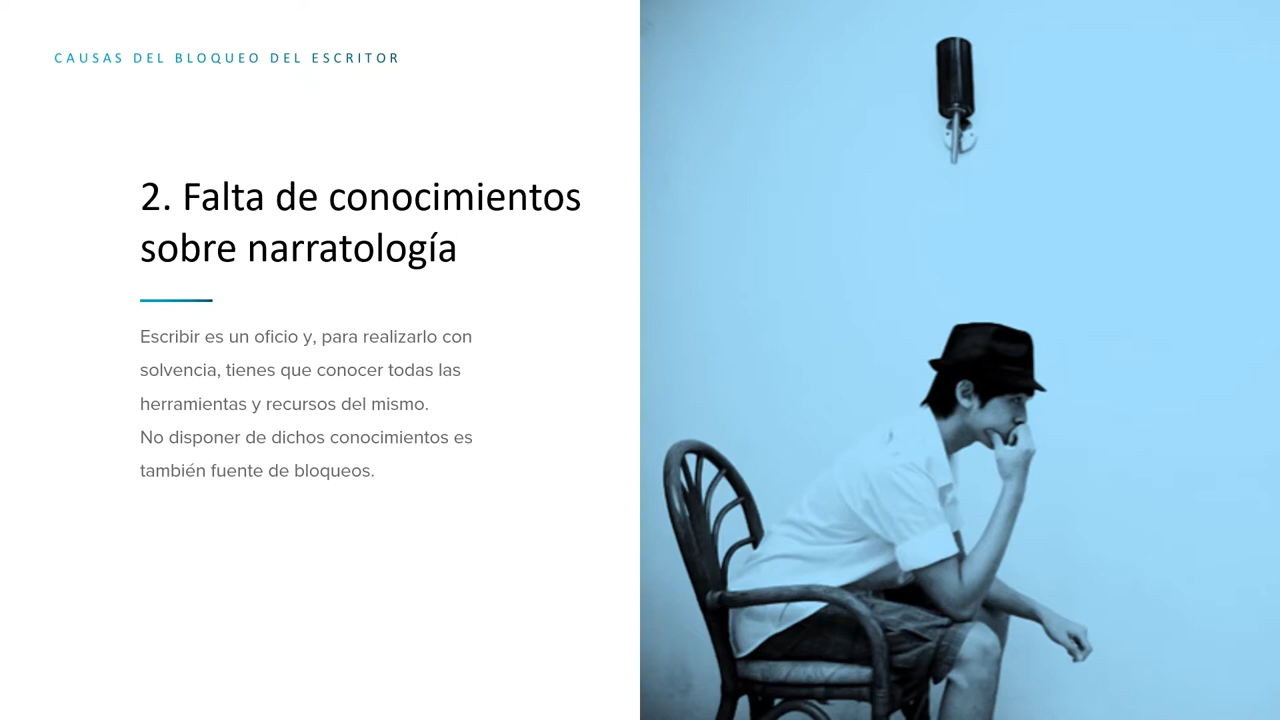 CAUSAS DEL BLOQUEO DEL ESCRITOR
2. Falta de conocimientos
sobre narratología
Escribir es un oficio y, para realizarlo con
solvencia, tienes que conocer todas las
herramientas y recursos del mismo.
No disponer de dichos conocimientos es
también fuente de bloqueos.